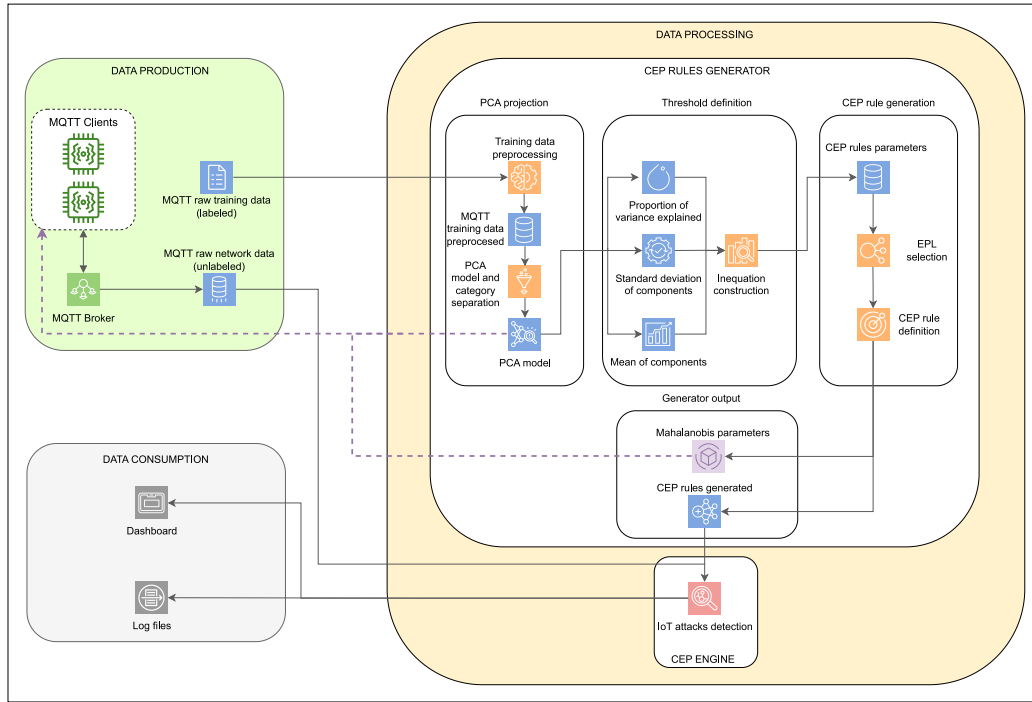 DATA PROCESSING
DATA PRODUCTION
CEP RULES GENERATOR
MQTT Clients
PCA projection
Threshold definition
CEP rule generation
Training data
preprocessing
CEP rules parameters
MQTT raw training data
(labeled)
MQTT
training data
preprocesed
Proportion of
variance explained
MQTT raw network data
(unlabeled)
EPL
selection
PCA
model and
category
separation
Standard deviation
of components
Inequation
construction
MQTT Broker
CEP rule
definition
PCA model
Mean of components
Generator output
Mahalanobis parameters
DATA CONSUMPTION
CEP rules generated
Dashboard
Log files
IoT attacks detection
CEP ENGINE